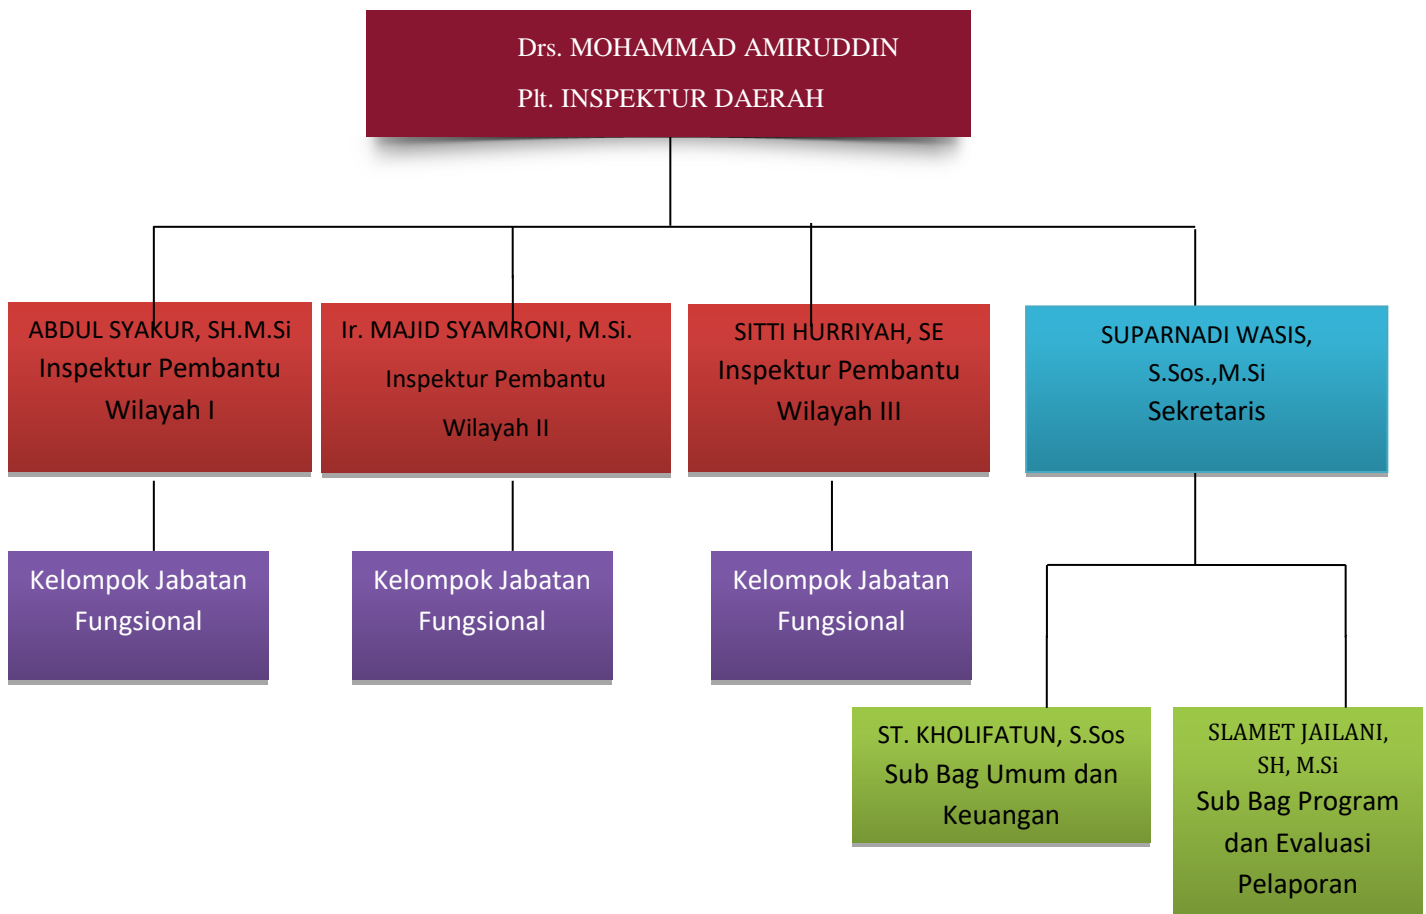 Drs. MOHAMMAD AMIRUDDIN
Plt. INSPEKTUR DAERAH
ABDUL SYAKUR, SH.M.Si
Inspektur Pembantu
Wilayah I
Ir. MAJID SYAMRONI, M.Si.
Inspektur Pembantu
Wilayah II
SITTI HURRIYAH, SE
Inspektur Pembantu
Wilayah III
SUPARNADI WASIS,
S.Sos.,M.Si
Sekretaris
Kelompok Jabatan
Fungsional
Kelompok Jabatan
Fungsional
Kelompok Jabatan
Fungsional
ST. KHOLIFATUN, S.Sos
Sub Bag Umum dan
Keuangan
SLAMET JAILANI,
SH, M.Si
Sub Bag Program
dan Evaluasi
Pelaporan